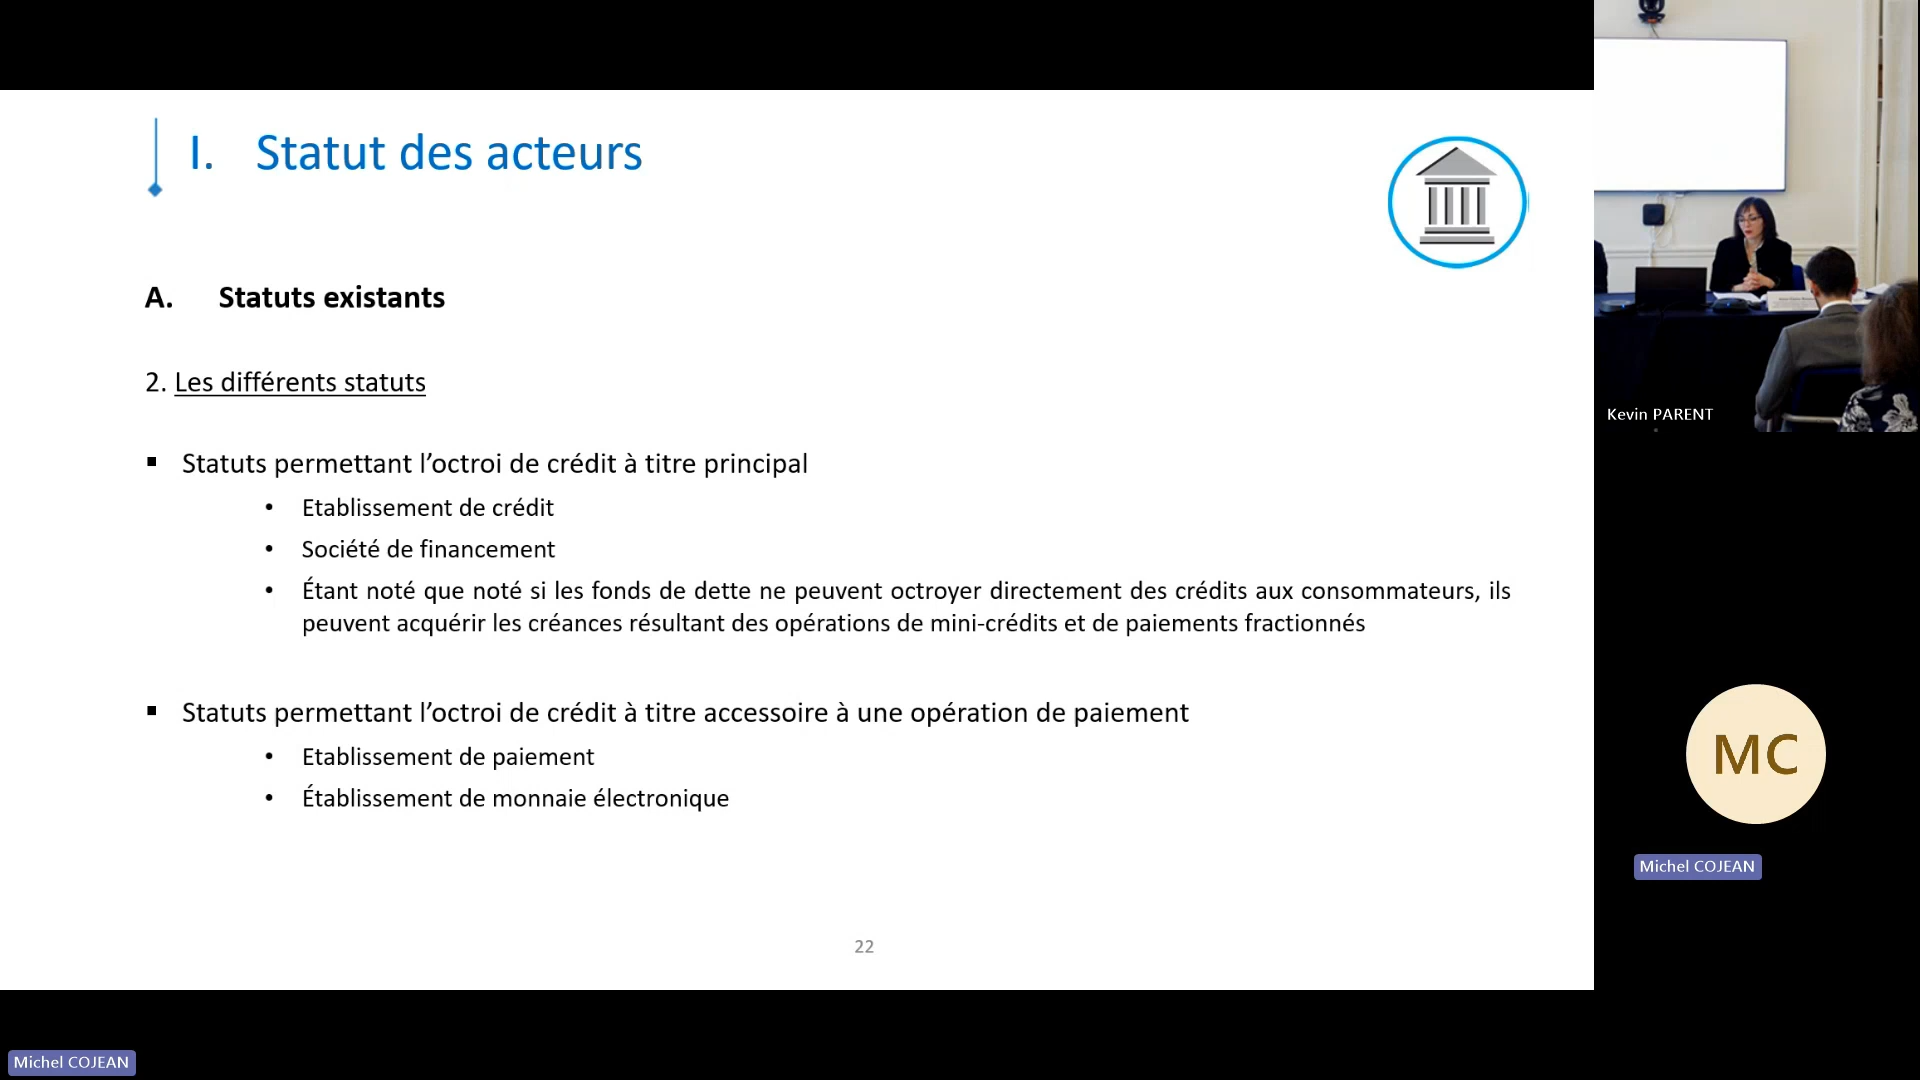 I. Statut des acteurs
A. Statuts existants
2. Les différents statuts
▪ Statuts permettant l’octroi de crédit à titre principal
• Etablissement de crédit
• Société de financement
• Étant noté que noté si les fonds de dette ne peuvent octroyer directement des crédits aux consommateurs, ils
peuvent acquérir les créances résultant des opérations de mini-crédits et de paiements fractionnés
▪ Statuts permettant l’octroi de crédit à titre accessoire à une opération de paiement
• Etablissement de paiement
• Établissement de monnaie électronique
22
Kevin PARENT
MC
Michel COJEAN
Michel COJEAN